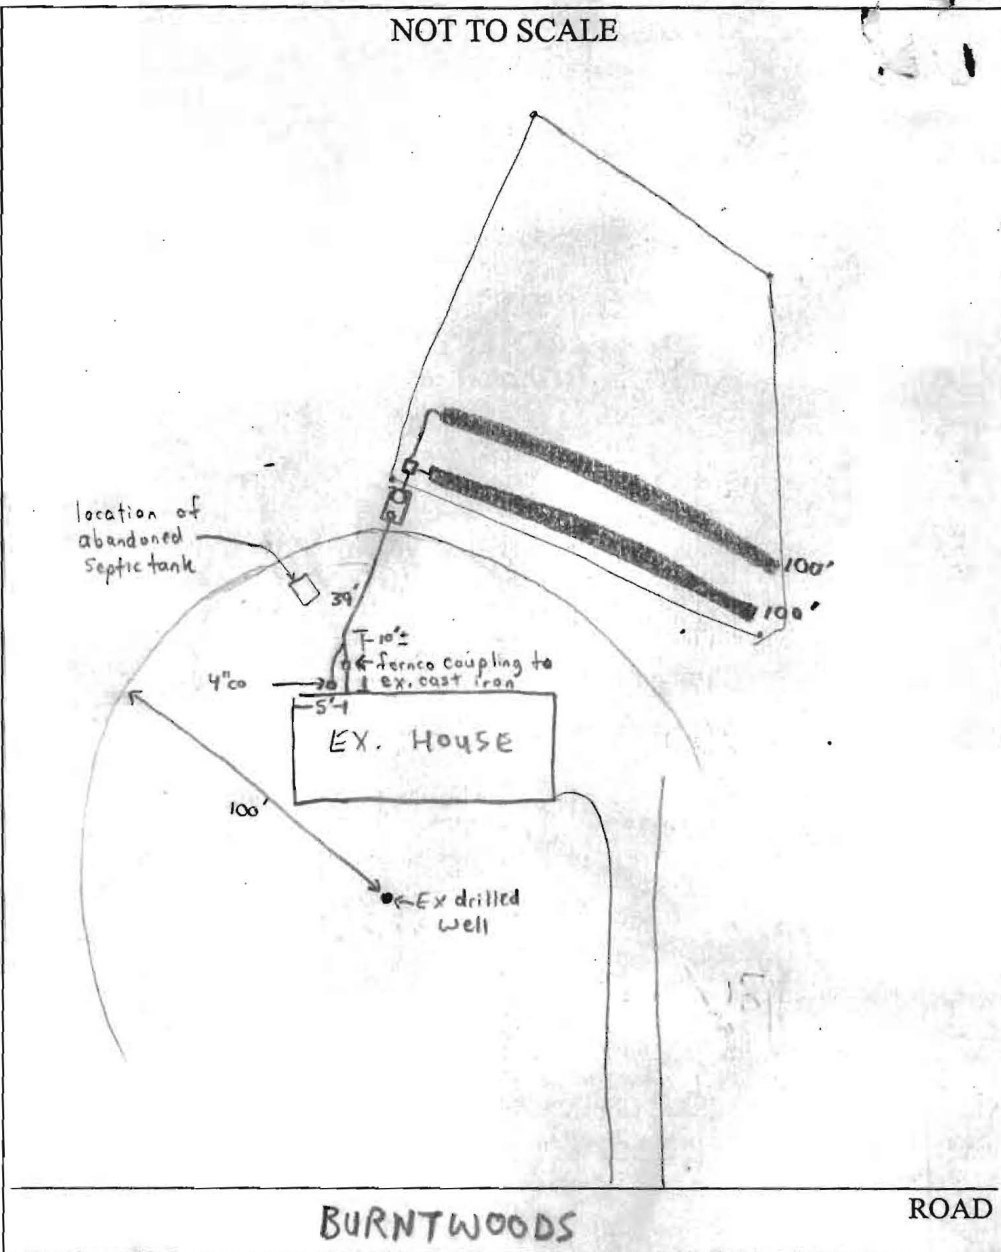 NOT TO SCALE
location of
abandoned
Septic tank
39'
100'
100'
10'±
fernco coupling to
ex. cast iron
4"co
5'
EX. HOUSE
100'
Ex drilled
well
BURNTWOODS
ROAD